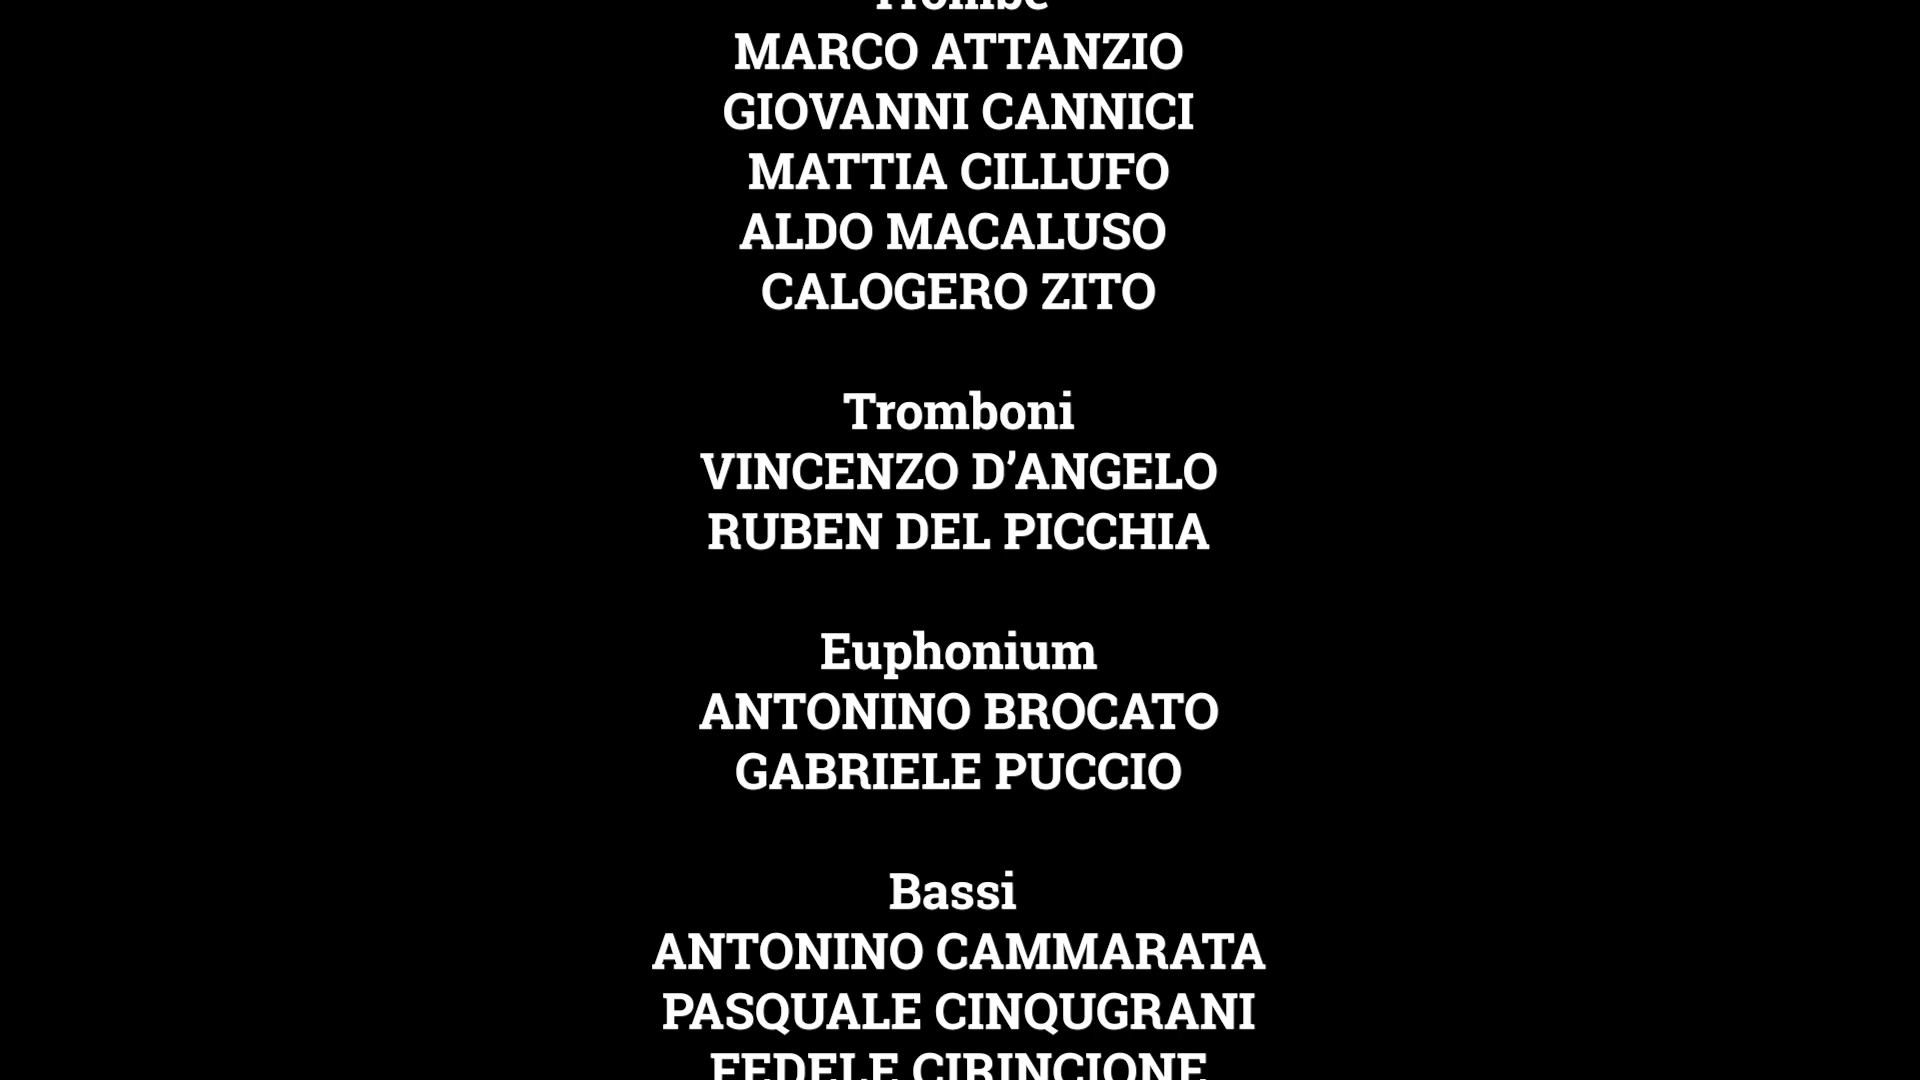 Trombe
MARCO ATTANZIO
GIOVANNI CANNICI
MATTIA CILLUFO
ALDO MACALUSO
CALOGERO ZITO
Tromboni
VINCENZO D’ANGELO
RUBEN DEL PICCHIA
Euphonium
ANTONINO BROCATO
GABRIELE PUCCIO
Bassi
ANTONINO CAMMARATA
PASQUALE CINQUGRANI
FEDELE CIRINCIONE